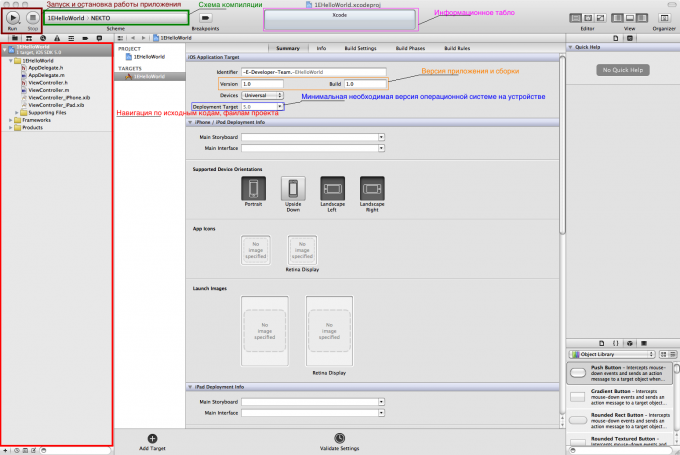 Запуск и остановка работы приложения
Схема компиляции
1EHelloWorld.xcodeproj
Информационное табло
Run
Stop
1EHelloWorld
NEKTO
Scheme
Breakpoints
Xcode
Editor
View
Organizer
1EHelloWorld
1EHelloWorld
1 target, iOS SDK 5.0
1EHelloWorld
AppDelegate.h
AppDelegate.m
ViewController.h
ViewController.m
ViewController_iPhone.xib
ViewController_iPad.xib
Supporting Files
Frameworks
Products
Навигация по исходным кодам, файлам проекта
PROJECT
1EHelloWorld
TARGETS
1EHelloWorld
Summary
Info
Build Settings
Build Phases
Build Rules
iOS Application Target
Identifier
-E-Developer-Team.-eHelloWorld
Версия приложения и сборки
Version
1.0
Build
1.0
Devices
Universal
Минимальная необходимая версия операционной системе на устройстве
Deployment Target
5.0
iPhone / iPod Deployment Info
Main Storyboard
Main Interface
Supported Device Orientations
Portrait
Upside Down
Landscape Left
Landscape Right
App Icons
No image specified
No image specified
Retina Display
Launch Images
No image specified
No image specified
Retina Display
iPad Deployment Info
Main Storyboard
Main Interface
Add Target
Validate Settings
Quick Help
No Quick Help
Object Library
Push Button – Intercepts mouse-
down events and sends an action
message to a target object when...
Gradient Button – Intercepts
mouse-down events and sends an
action message to a target object...
Rounded Rect Button – Intercepts
mouse-down events and sends an
action message to a target object...
Rounded Textured Button –
Intercepts mouse-down events and